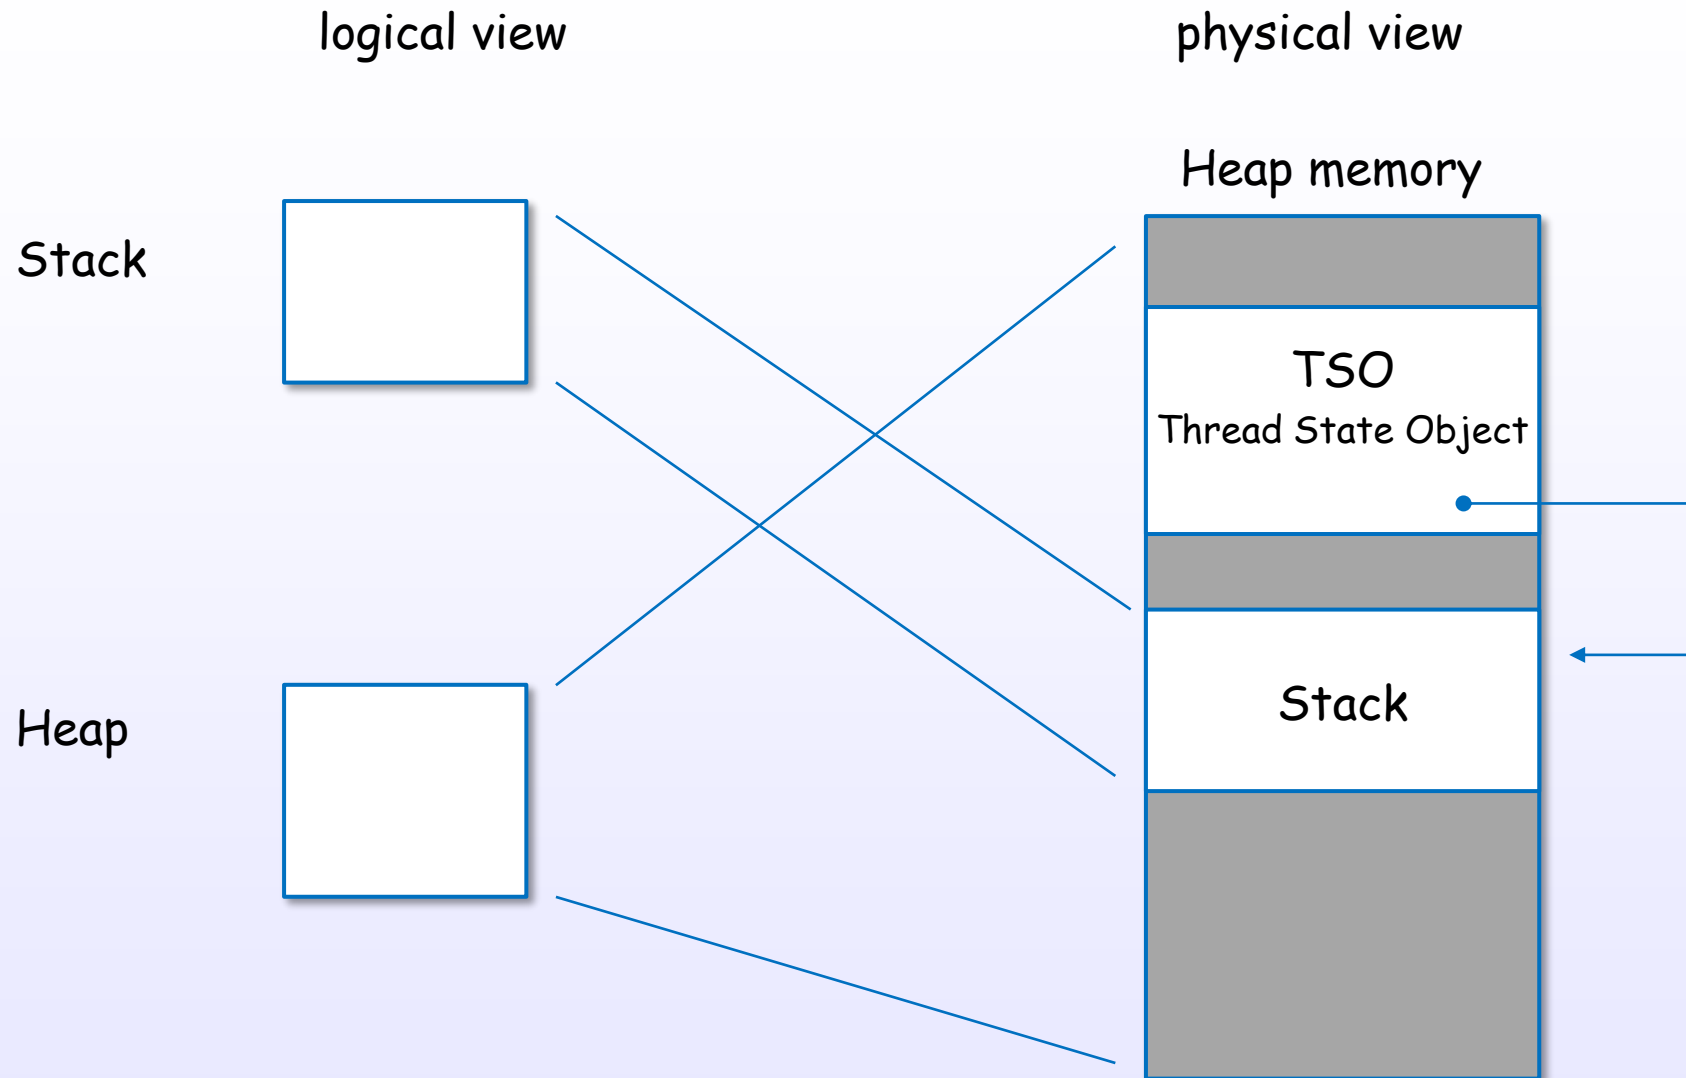 logical view
physical view
Heap memory
Stack
TSO
Thread State Object
Stack
Heap